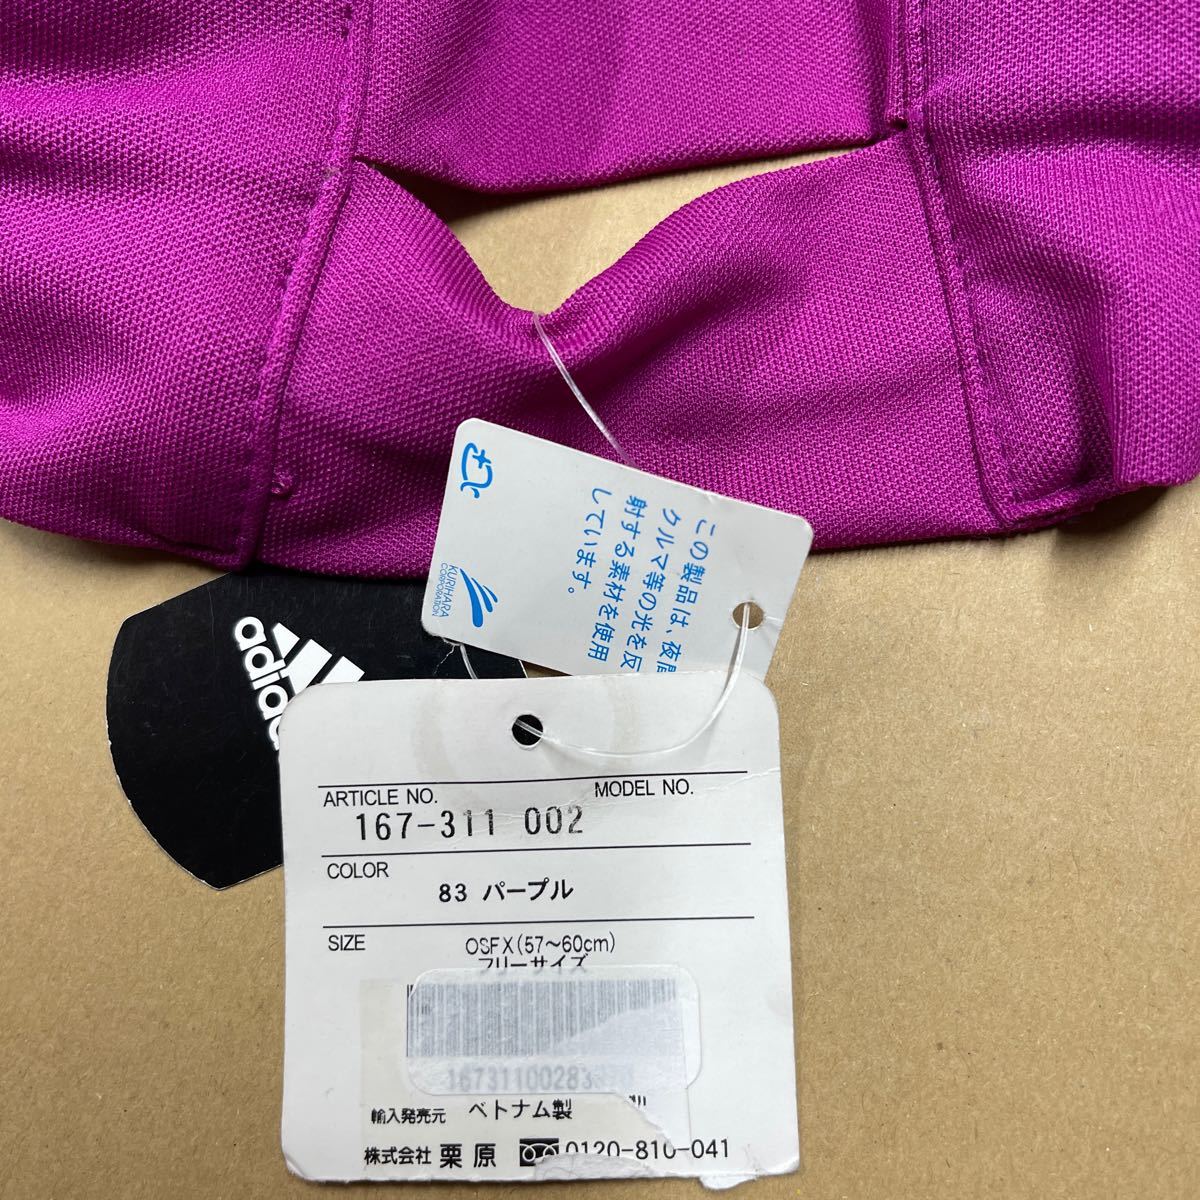 この製品は、夜間
クルマ等の光を反
射する素材を使用
しています。
KURIHARA
CORPORATION
adidas
ARTICLE NO.
MODEL NO.
167-311 002
COLOR
83 パープル
SIZE
OSFX(57～60cm)
フリーサイズ
16731100283
輸入発売元 ベトナム製
株式会社 栗原 0120-810-041